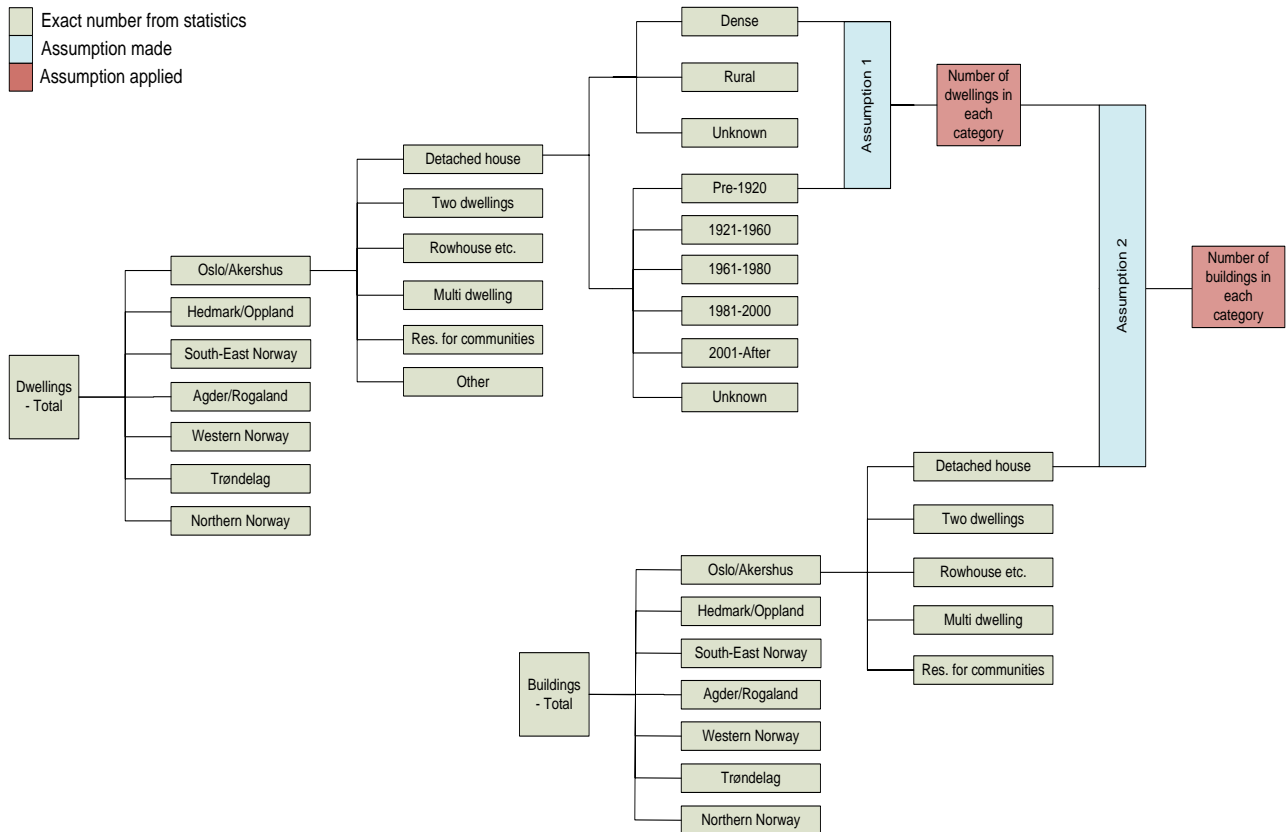 Exact number from statistics
Assumption made
Assumption applied
Dwellings
- Total
Oslo/Akershus
Hedmark/Oppland
South-East Norway
Agder/Rogaland
Western Norway
Trøndelag
Northern Norway
Detached house
Two dwellings
Rowhouse etc.
Multi dwelling
Res. for communities
Other
Dense
Rural
Unknown
Pre-1920
1921-1960
1961-1980
1981-2000
2001-After
Unknown
Assumption 1
Number of
dwellings in
each
category
Assumption 2
Number of
buildings in
each
category
Buildings
- Total
Oslo/Akershus
Hedmark/Oppland
South-East Norway
Agder/Rogaland
Western Norway
Trøndelag
Northern Norway
Detached house
Two dwellings
Rowhouse etc.
Multi dwelling
Res. for communities